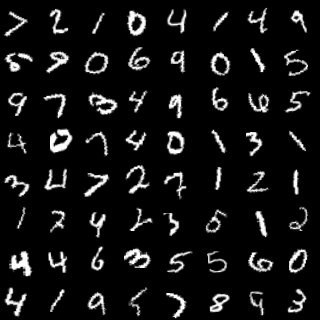 7 2 1 0 4 1 4 9
5 9 0 6 9 0 1 5
9 7 3 4 9 6 6 5
4 0 7 4 0 1 3 1
3 4 7 2 7 1 2 1
1 7 4 2 3 5 1 2
4 4 6 3 5 5 6 0
4 1 9 5 7 8 9 3